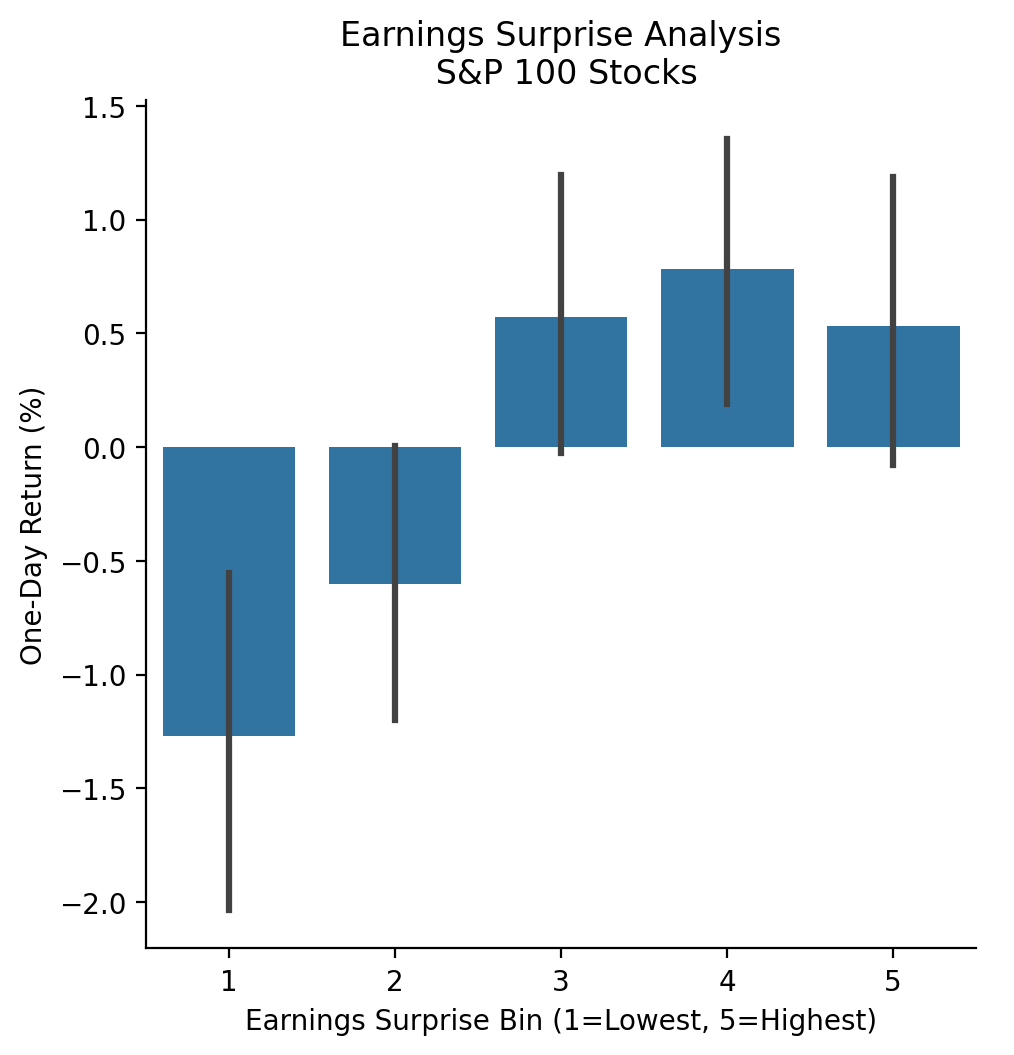 Earnings Surprise Analysis
S&P 100 Stocks
1.5
1.0
0.5
0.0
−0.5
−1.0
−1.5
−2.0
One-Day Return (%)
1 2 3 4 5
Earnings Surprise Bin (1=Lowest, 5=Highest)